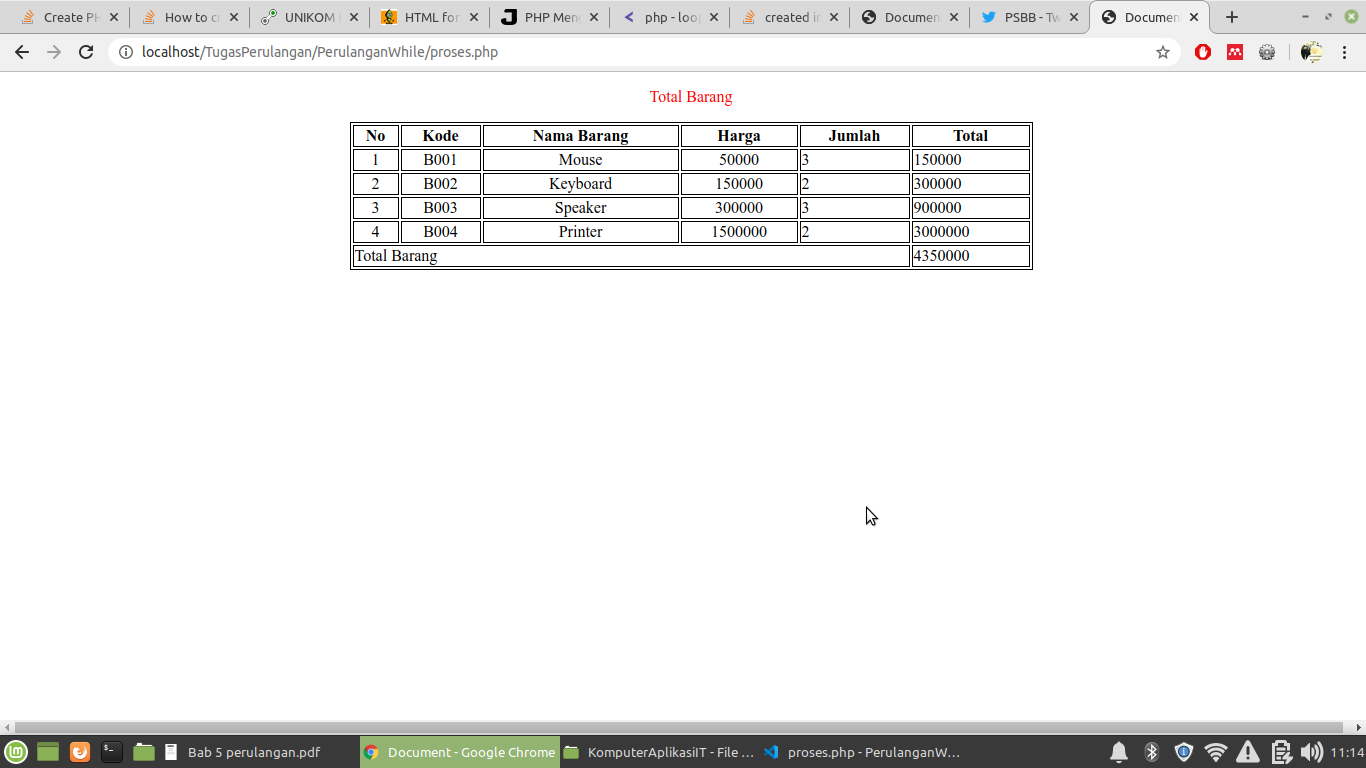 Create PH
How to cr
UNIKOM
HTML for
PHP Men
php - loop
created in
Documen
PSBB - Tw
Documen
localhost/TugasPerulangan/PerulanganWhile/proses.php
Total Barang
No Kode Nama Barang Harga Jumlah Total
1 B001 Mouse 50000 3 150000
2 B002 Keyboard 150000 2 300000
3 B003 Speaker 300000 3 900000
4 B004 Printer 1500000 2 3000000
Total Barang 4350000
Bab 5 perulangan.pdf
Document - Google Chrome
KomputerAplikasiIT - File ...
proses.php - PerulanganW...
11:14